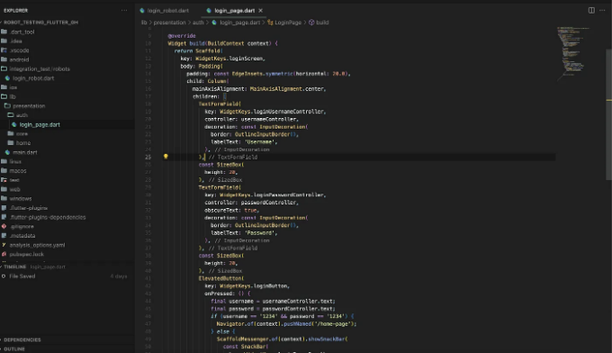 EXPLORER
ROBOT_TESTING_FLUTTER_GH
.dart_tool
.idea
.vscode
android
integration_test/robots
login_robot.dart
ios
lib
presentation
auth
login_page.dart
core
home
main.dart
linux
macos
test
web
windows
.flutter-plugins
.flutter-plugins-dependencies
.gitignore
.metadata
analysis_options.yaml
pubspec.lock
TIMELINE login_page.dart
File Saved
DEPENDENCIES
OUTLINE
login_robot.dart
login_page.dart
lib > presentation > auth > login_page.dart > LoginPage > build
@override
Widget build(BuildContext context) {
return Scaffold(
key: WidgetKeys.loginScreen,
body: Padding(
padding: const EdgeInsets.symmetric(horizontal: 20.0),
child: Column(
mainAxisAlignment: MainAxisAlignment.center,
children: [
TextFormField(
key: WidgetKeys.loginUsernameController,
controller: usernameController,
decoration: const InputDecoration(
border: OutlineInputBorder(),
labelText: 'Username',
), // InputDecoration
), // TextFormField
const SizedBox(
height: 20,
), // SizedBox
TextFormField(
key: WidgetKeys.loginPasswordController,
controller: passwordController,
obscureText: true,
decoration: const InputDecoration(
border: OutlineInputBorder(),
labelText: 'Password',
), // InputDecoration
), // TextFormField
const SizedBox(
height: 20,
), // SizedBox
ElevatedButton(
key: WidgetKeys.loginButton,
onPressed: () {
final username = usernameController.text;
final password = passwordController.text;
if (username == '1234' && password == '1234') {
Navigator.of(context).pushNamed('/home-page');
} else {
ScaffoldMessenger.of(context).showSnackBar(
const SnackBar(